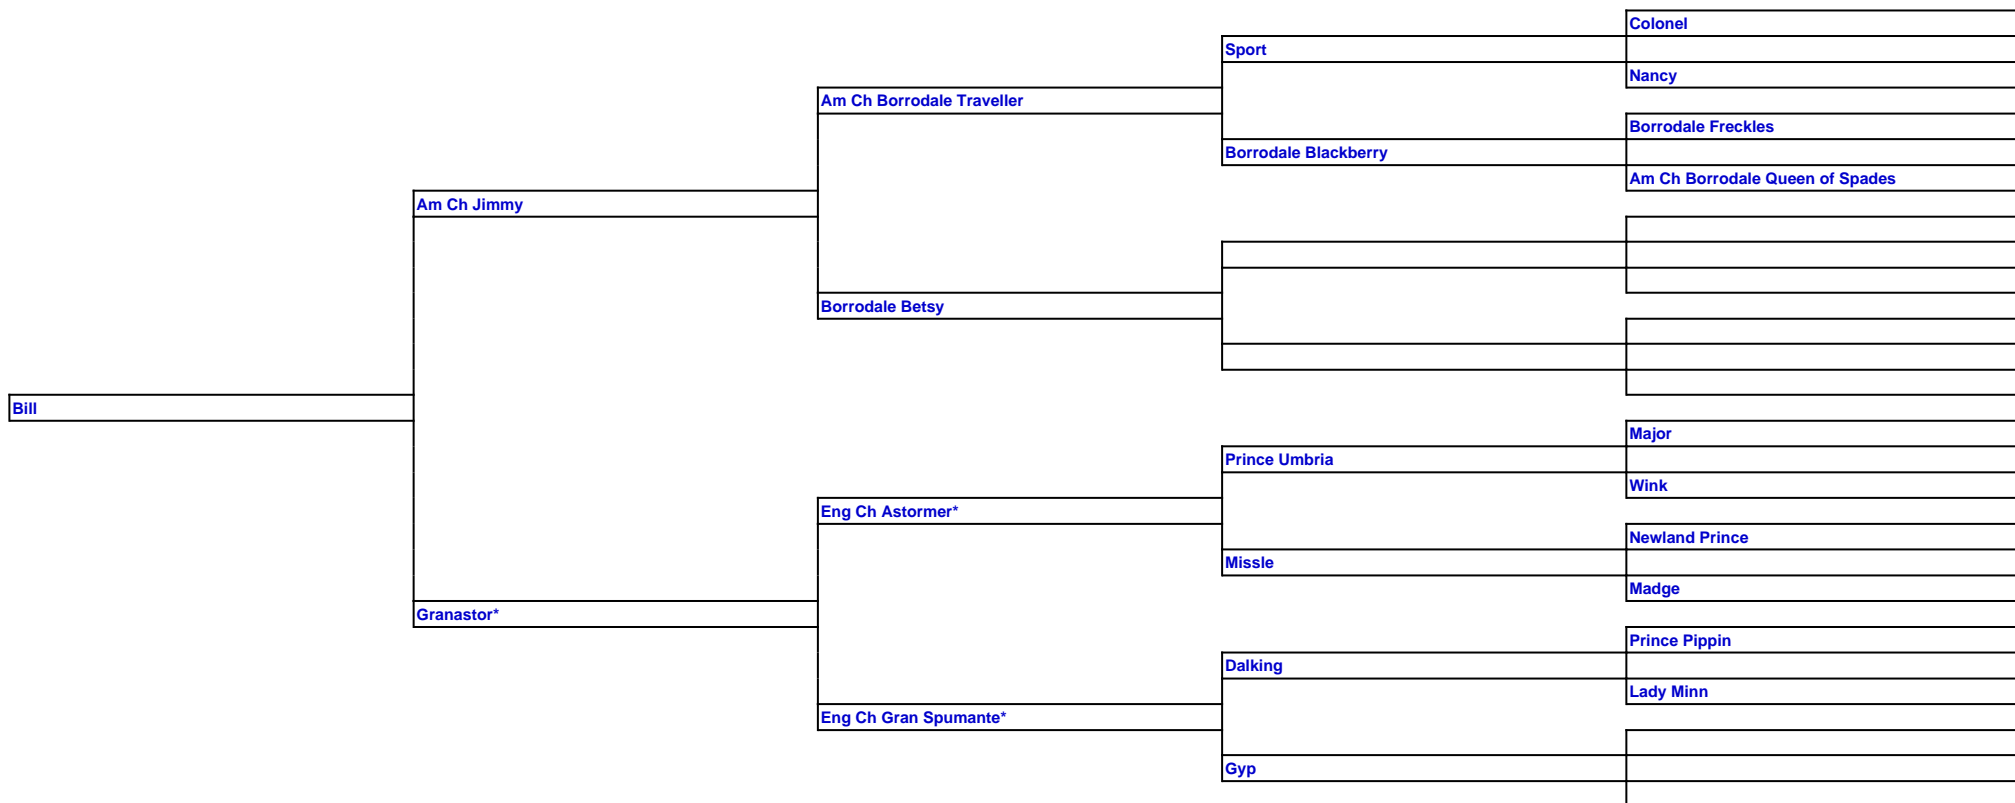 Colonel
Sport
Nancy
Am Ch Borrodale Traveller
Borrodale Freckles
Borrodale Blackberry
Am Ch Borrodale Queen of Spades
Am Ch Jimmy
Borrodale Betsy
Bill
Major
Prince Umbria
Wink
Eng Ch Astormer*
Newland Prince
Missle
Madge
Granastor*
Prince Pippin
Dalking
Lady Minn
Eng Ch Gran Spumante*
Gyp